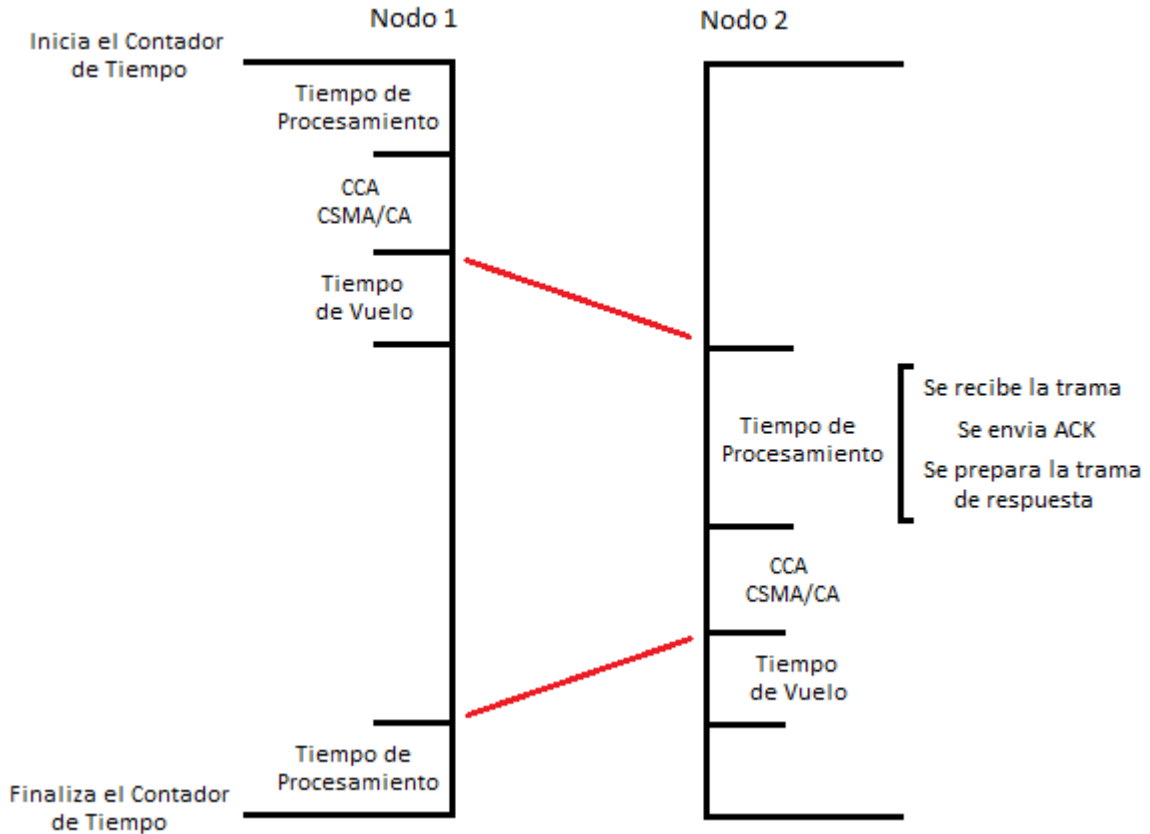 Nodo 1
Nodo 2
Inicia el Contador
de Tiempo
Tiempo de
Procesamiento
CCA
CSMA/CA
Tiempo
de Vuelo
Tiempo de
Procesamiento
Se recibe la trama
Se envia ACK
Se prepara la trama
de respuesta
CCA
CSMA/CA
Tiempo
de Vuelo
Tiempo de
Procesamiento
Finaliza el Contador
de Tiempo